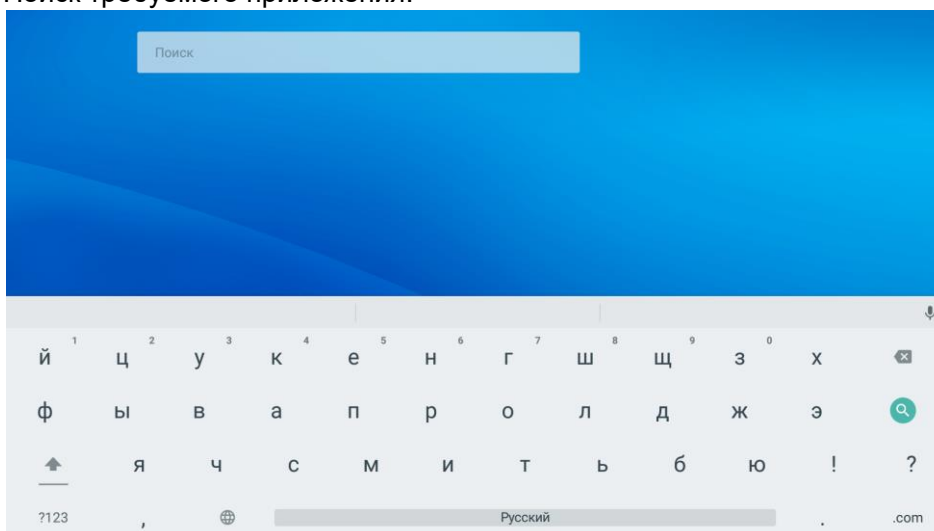 Поиск требуемого приложения.
Поиск
й 1 ц 2 у 3 к 4 е 5 н 6 г 7 ш 8 щ 9 з 0 х
ф ы в а п р о л д ж э
я ч с м и т ь б ю ! ?
?123 , Русский . .com